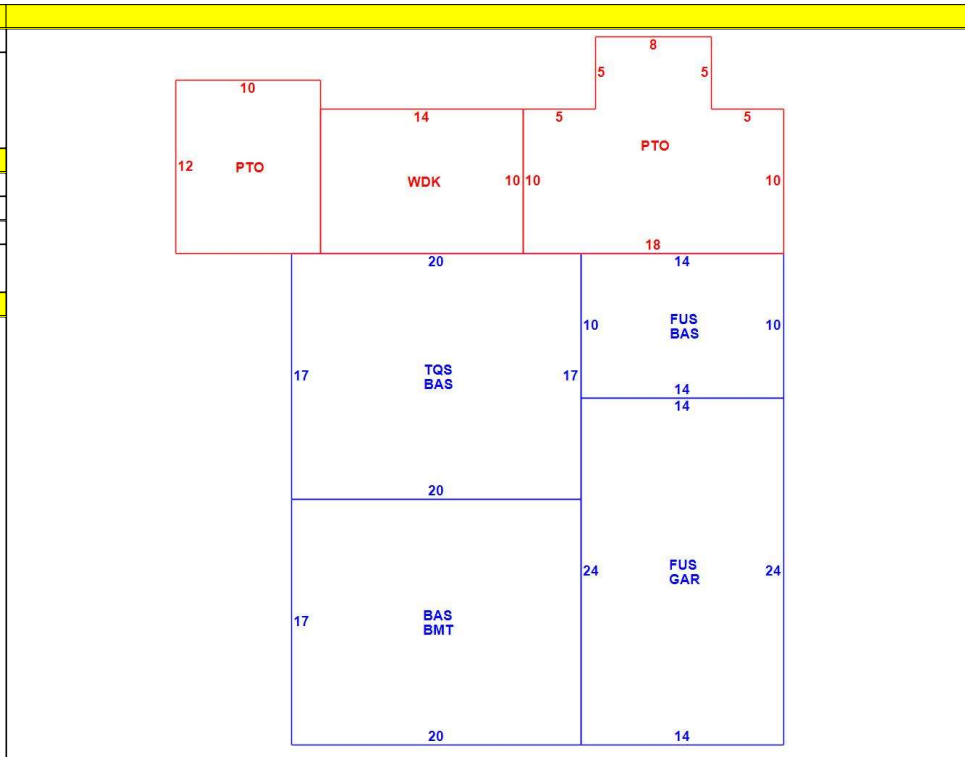 8
5 5
10
14 5 5
PTO
12 PTO
WDK 10 10 10
18
20 14
FUS
10 BAS 10
TQS
17 BAS 17
14
14
20
FUS
24 GAR 24
BAS
17 BMT
20 14